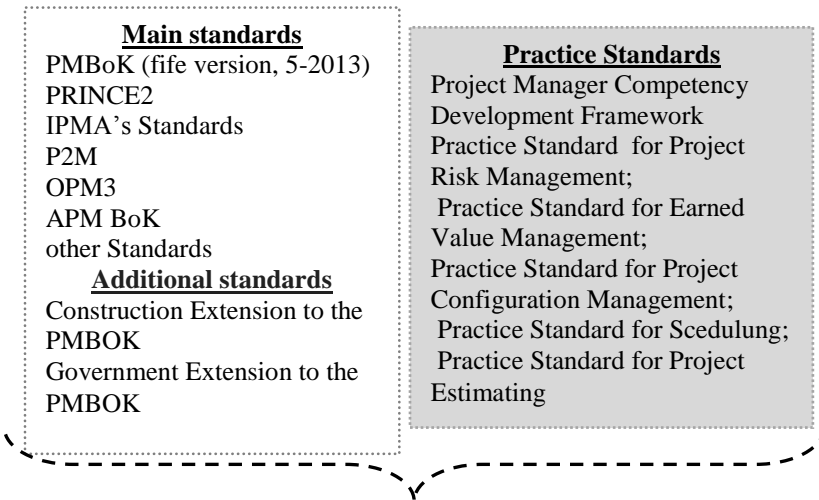 Main standards
PMBoK (fife version, 5-2013)
PRINCE2
IPMA’s Standards
P2M
OPM3
APM BoK
other Standards
Additional standards
Construction Extension to the
PMBOK
Government Extension to the
PMBOK
Practice Standards
Project Manager Competency
Development Framework
Practice Standard for Project
Risk Management;
Practice Standard for Earned
Value Management;
Practice Standard for Project
Configuration Management;
Practice Standard for Scedulung;
Practice Standard for Project
Estimating